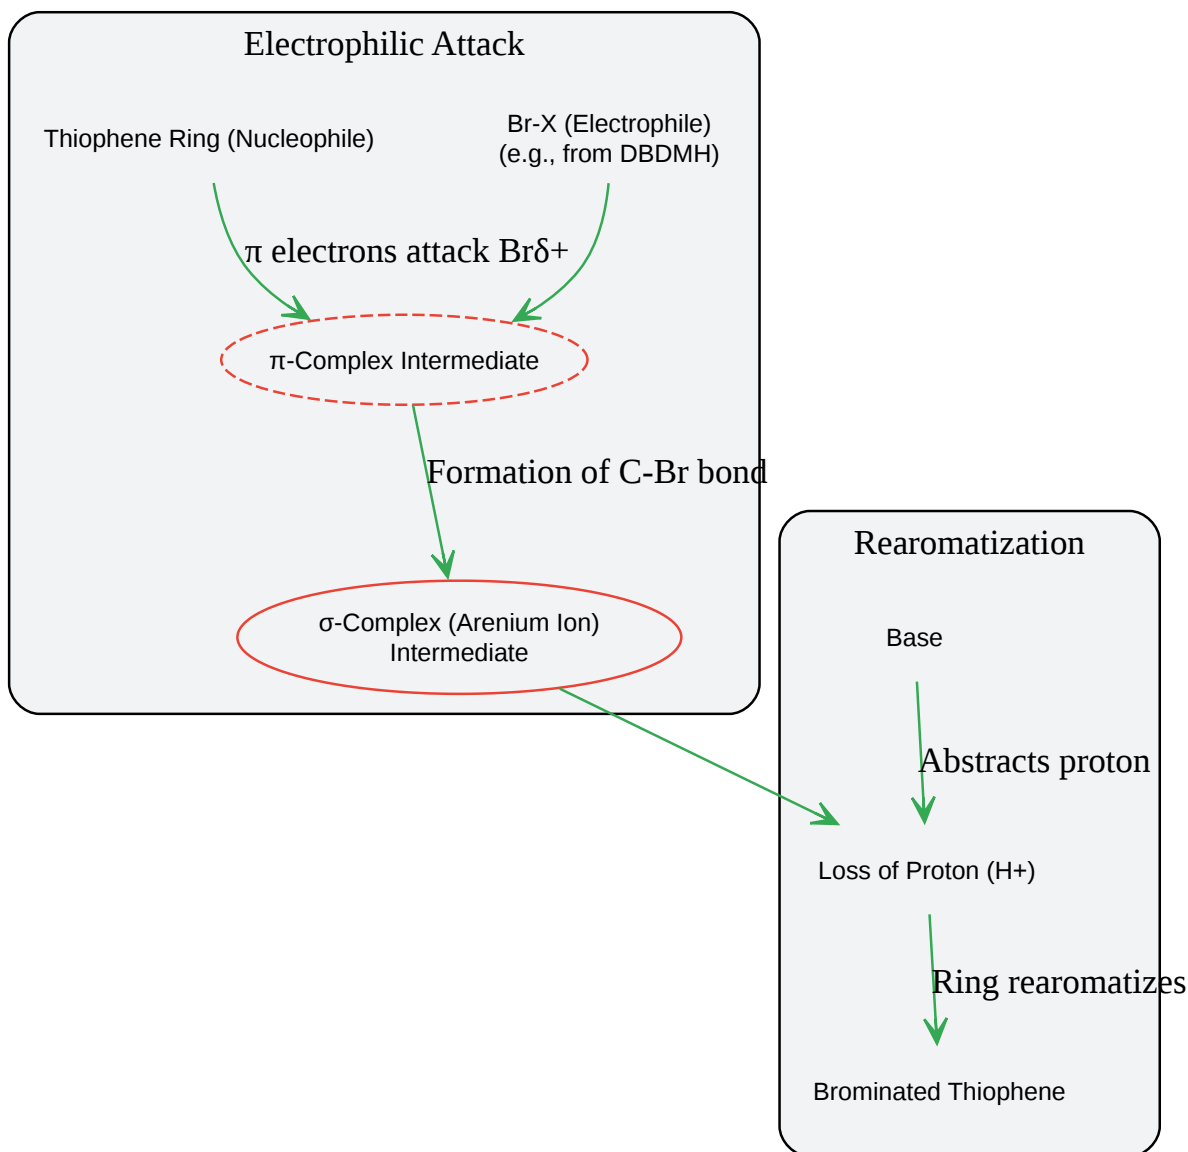 Electrophilic Attack
Thiophene Ring (Nucleophile)
Br-X (Electrophile)
(e.g., from DBDMH)
π electrons attack Brδ+
π-Complex Intermediate
Formation of C-Br bond
σ-Complex (Arenium Ion)
Intermediate
Rearomatization
Base
Abstracts proton
Loss of Proton (H+)
Ring rearomatizes
Brominated Thiophene